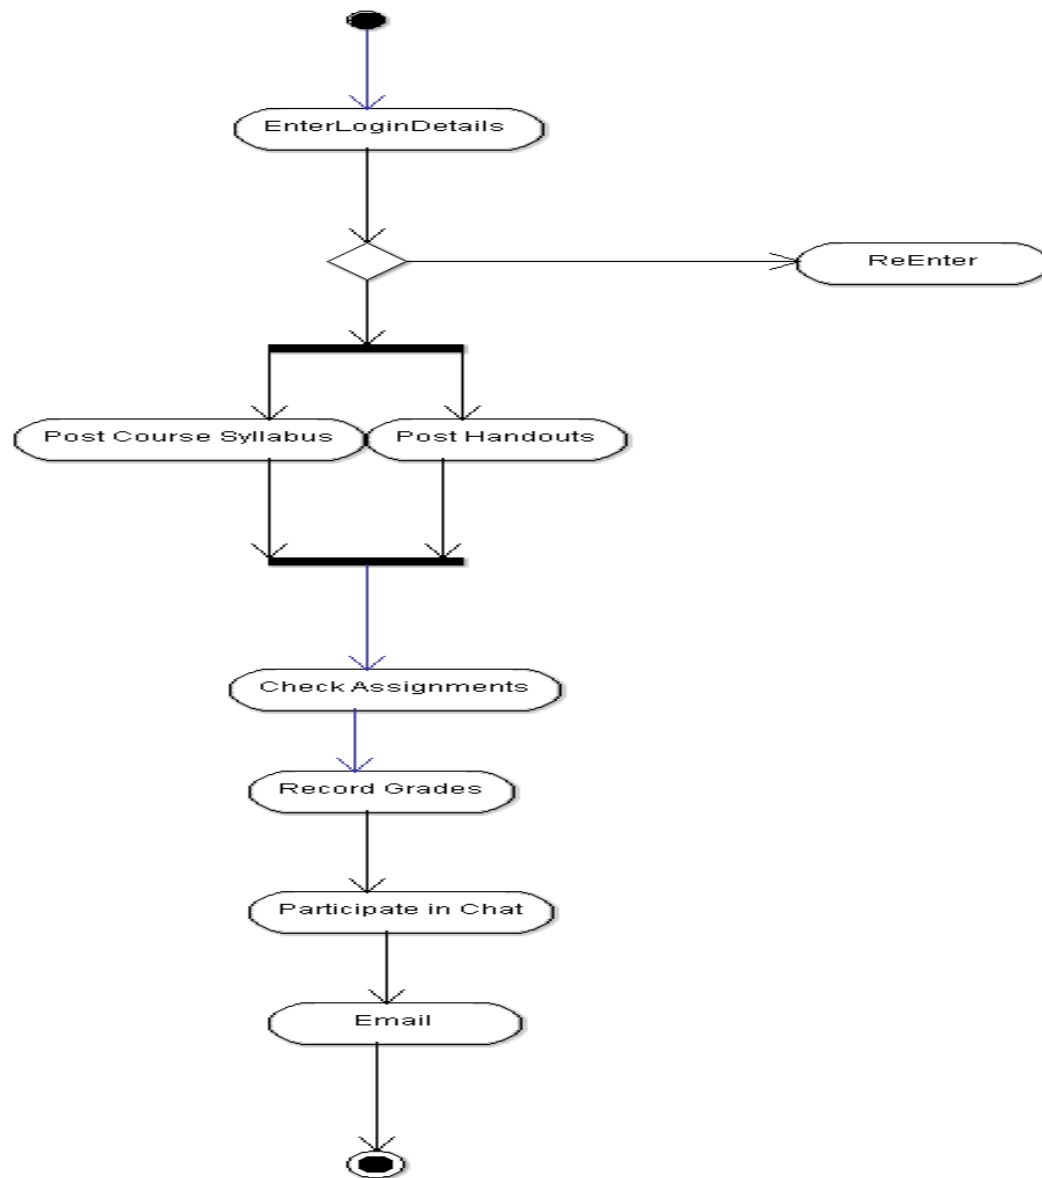 EnterLoginDetails
ReEnter
Post Course Syllabus
Post Handouts
Check Assignments
Record Grades
Participate in Chat
Email